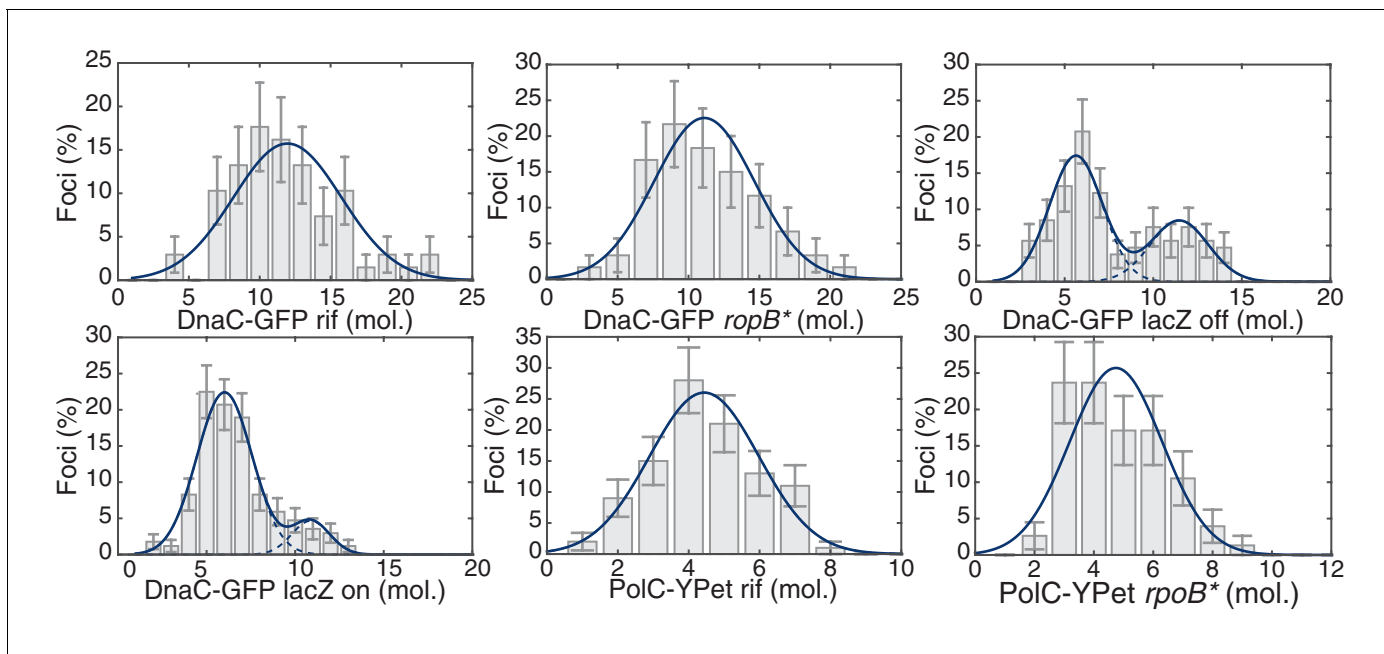 25
20
15
10
5
0
Foci (%)
0 5 10 15 20 25
DnaC-GFP rif (mol.)
30
25
20
15
10
5
0
Foci (%)
0 5 10 15 20 25
DnaC-GFP ropB* (mol.)
30
25
20
15
10
5
0
Foci (%)
0 5 10 15 20
DnaC-GFP lacZ off (mol.)
30
25
20
15
10
5
0
Foci (%)
5 10 15 20
DnaC-GFP lacZ on (mol.)
35
30
25
20
15
10
5
0
Foci (%)
0 2 4 6 8 10
PolC-YPet rif (mol.)
30
25
20
15
10
5
0
Foci (%)
0 2 4 6 8 10 12
PolC-YPet rpoB* (mol.)